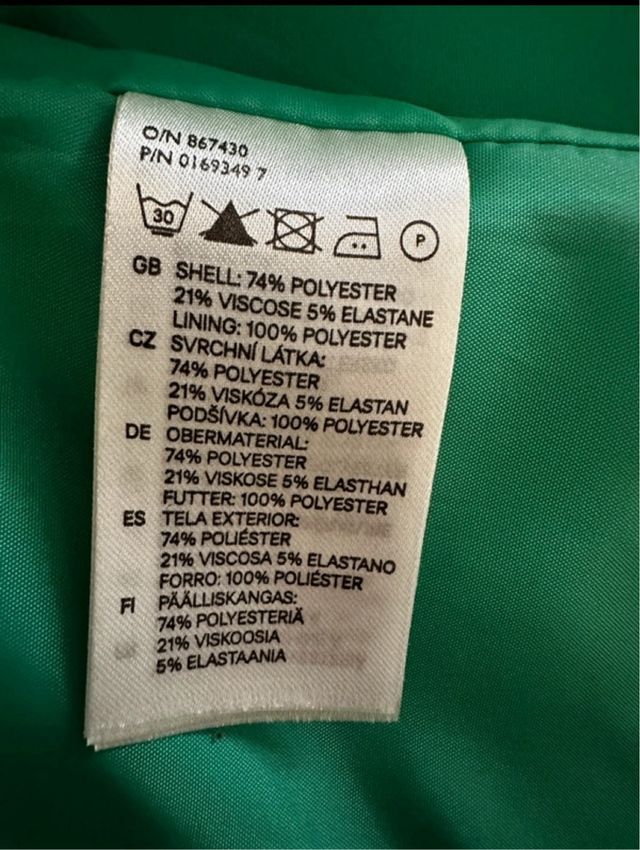 O/N 867430
P/N 0169349 7
30 P
GB SHELL: 74% POLYESTER
21% VISCOSE 5% ELASTANE
LINING: 100% POLYESTER
CZ SVRCHNÍ LÁTKA:
74% POLYESTER
21% VISKÓZA 5% ELASTAN
PODŠÍVKA: 100% POLYESTER
DE OBERMATERIAL:
74% POLYESTER
21% VISKOSE 5% ELASTHAN
FUTTER: 100% POLYESTER
ES TELA EXTERIOR:
74% POLIÉSTER
21% VISCOSA 5% ELASTANO
FORRO: 100% POLIÉSTER
FI PÄÄLLISKANGAS:
74% POLYESTERIÄ
21% VISKOOSIA
5% ELASTAANIA